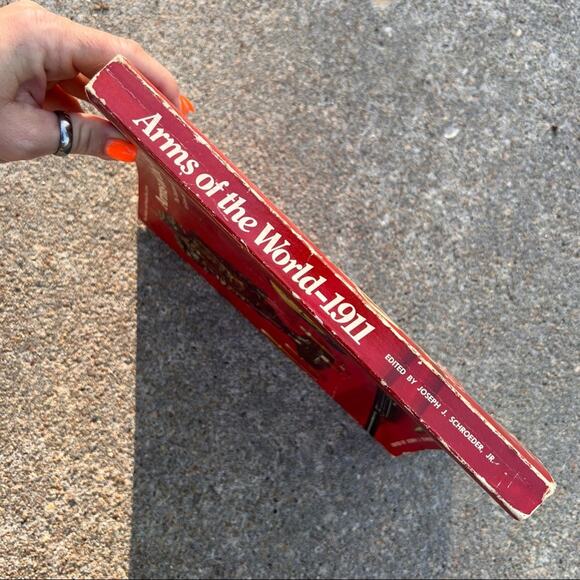 Arms of the World-1911
EDITED BY JOSEPH J. SCHROEDER, JR.